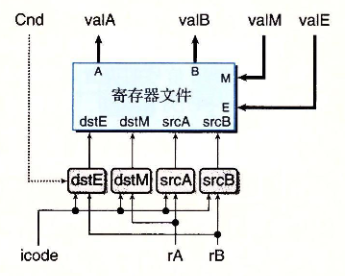 Cnd valA valB valM valE
A B M
寄存器文件
E
dstE dstM srcA srcB
dstE dstM srcA srcB
icode rA rB